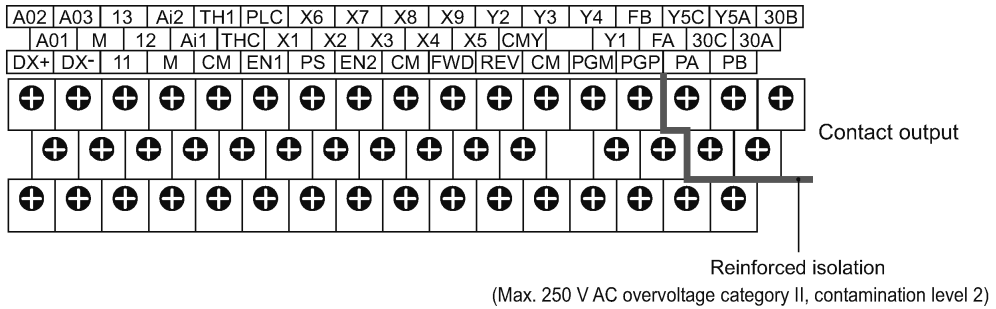 A02 A03 13 Ai2 TH1 PLC X6 X7 X8 X9 Y2 Y3 Y4 FB Y5C Y5A 30B
A01 M 12 Ai1 THC X1 X2 X3 X4 X5 CMY Y1 FA 30C 30A
DX+ DX- 11 M CM EN1 PS EN2 CM FWD REV CM PGM PGP PA PB
Contact output
Reinforced isolation
(Max. 250 V AC overvoltage category II, contamination level 2)